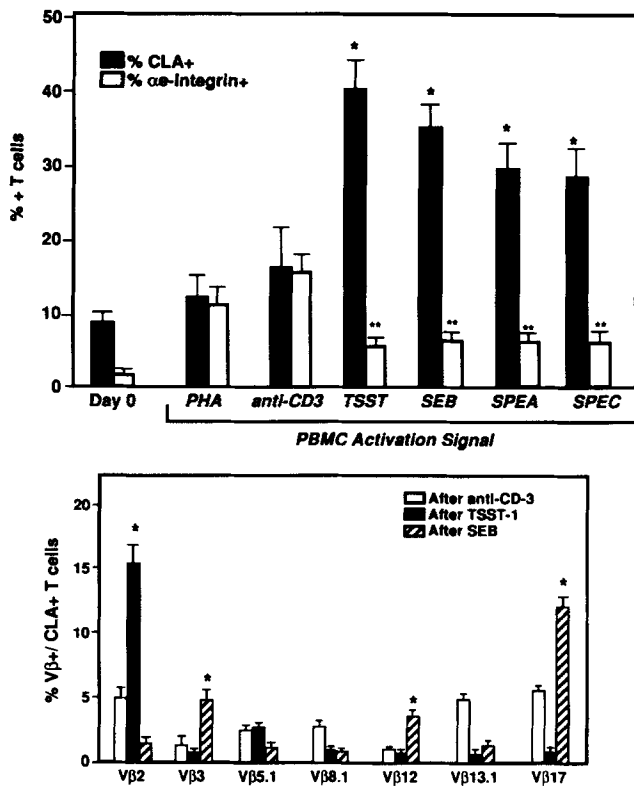 50
% CLA+
% αe-integrin+
40
30
20
10
0
% + T cells
* * * *
** ** ** **
Day 0 PHA anti-CD3 TSST SEB SPEA SPEC
PBMC Activation Signal
20
15
10
5
0
% Vβ+/ CLA+ T cells
After anti-CD-3
After TSST-1
After SEB
* * * *
Vβ2 Vβ3 Vβ5.1 Vβ8.1 Vβ12 Vβ13.1 Vβ17